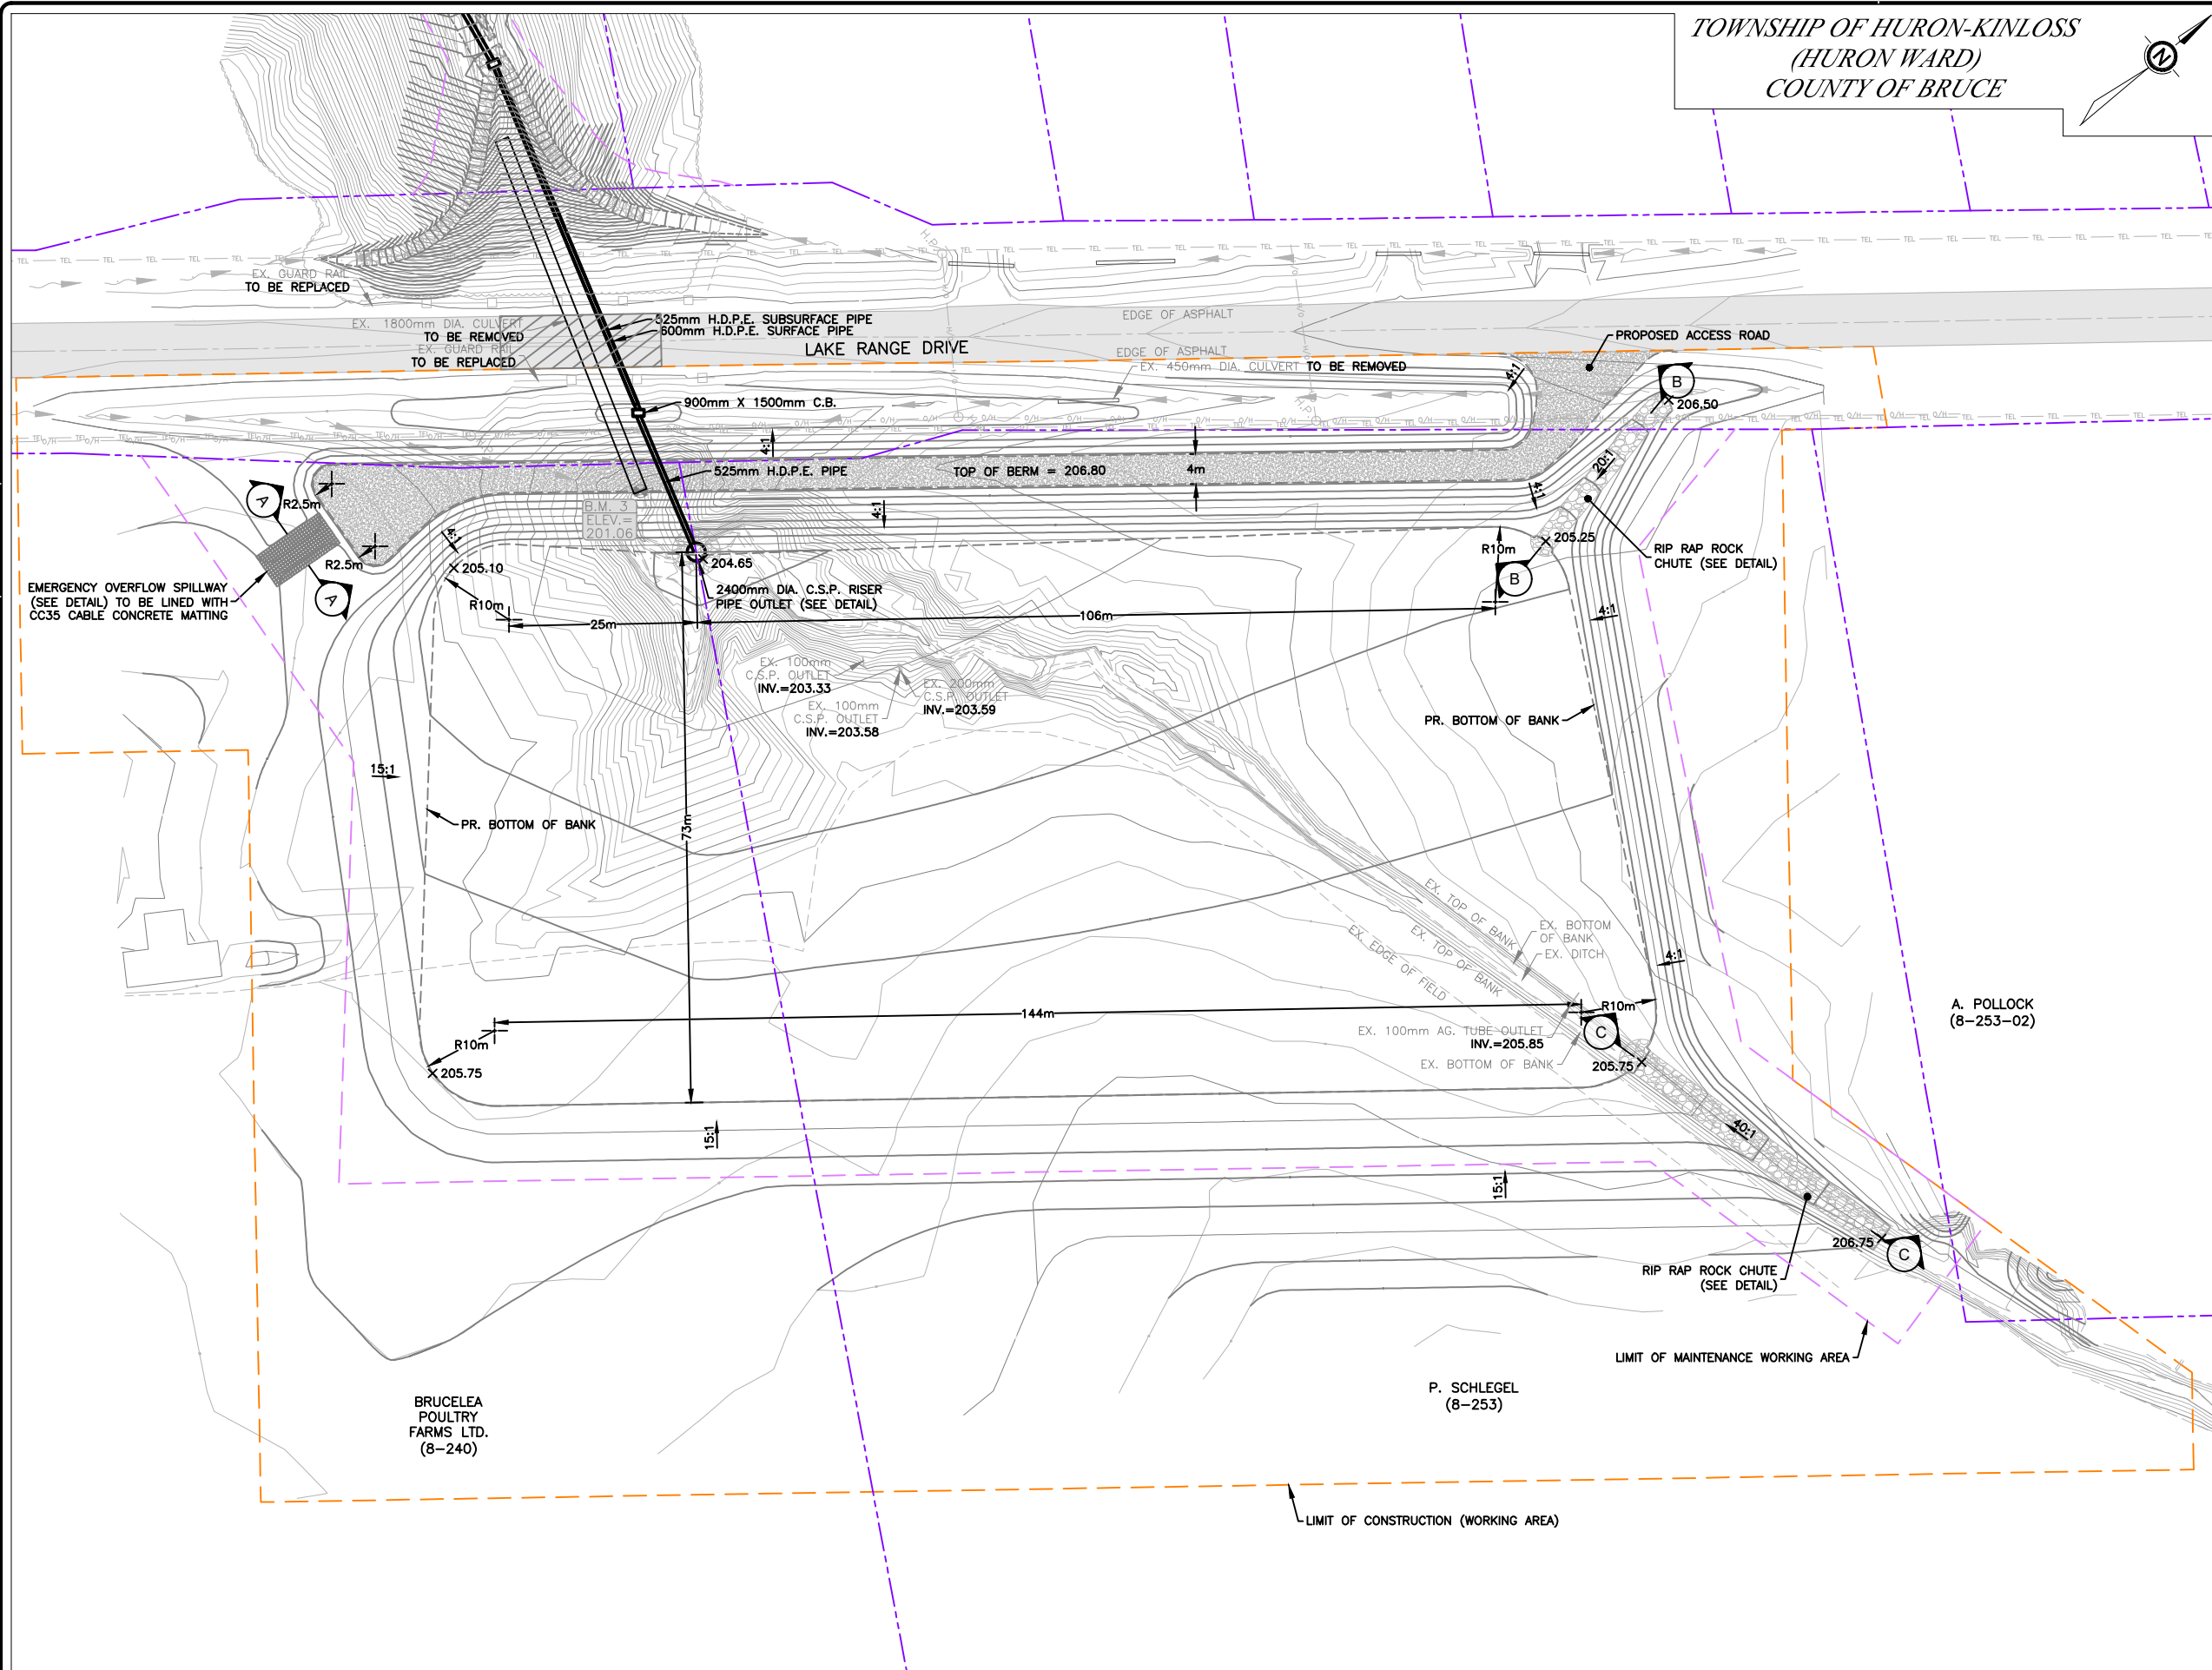 TOWNSHIP OF HURON-KINLOSS
(HURON WARD)
COUNTY OF BRUCE
N
EX. GUARD RAIL
TO BE REPLACED
EX. 1800mm DIA. CULVERT
TO BE REMOVED
EX. GUARD RAIL
TO BE REPLACED
525mm H.D.P.E. SUBSURFACE PIPE
600mm H.D.P.E. SURFACE PIPE
LAKE RANGE DRIVE
EDGE OF ASPHALT
EDGE OF ASPHALT
EX. 450mm DIA. CULVERT TO BE REMOVED
PROPOSED ACCESS ROAD
4:1
B
206.50
900mm X 1500mm C.B.
4:1
525mm H.D.P.E. PIPE
TOP OF BERM = 206.80
4m
20:1
4:1
4:1
A
R2.5m
R2.5m
B.M. 3
ELEV.=
201.06
4:1
205.10
204.65
R10m
205.25
B
RIP RAP ROCK
CHUTE (SEE DETAIL)
EMERGENCY OVERFLOW SPILLWAY
(SEE DETAIL) TO BE LINED WITH
CC35 CABLE CONCRETE MATTING
A
R10m
2400mm DIA. C.S.P. RISER
PIPE OUTLET (SEE DETAIL)
25m
106m
4:1
EX. 100mm
C.S.P. OUTLET
INV.=203.33
EX. 200mm
C.S.P. OUTLET
INV.=203.59
EX. 100mm
C.S.P. OUTLET
INV.=203.58
PR. BOTTOM OF BANK
15:1
PR. BOTTOM OF BANK
73m
EX. TOP OF BANK
EX. BOTTOM
OF BANK
EX. DITCH
EX. TOP OF BANK
EX. EDGE OF FIELD
4:1
144m
R10m
A. POLLOCK
(8-253-02)
EX. 100mm AG. TUBE OUTLET
INV.=205.85
C
EX. BOTTOM OF BANK
205.75
R10m
205.75
40:1
15:1
15:1
206.75
C
RIP RAP ROCK CHUTE
(SEE DETAIL)
LIMIT OF MAINTENANCE WORKING AREA
BRUCELEA
POULTRY
FARMS LTD.
(8-240)
P. SCHLEGEL
(8-253)
LIMIT OF CONSTRUCTION (WORKING AREA)